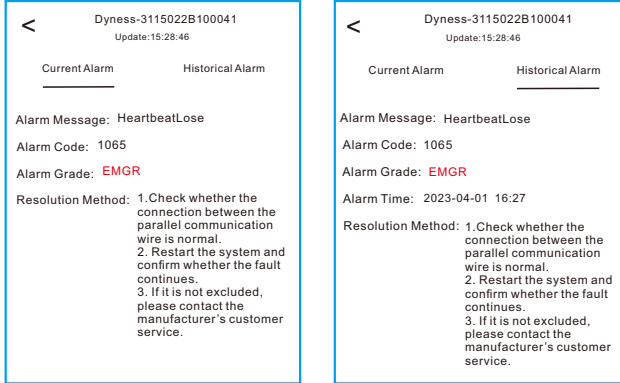 <
Dyness-3115022B100041
Update:15:28:46
Current Alarm Historical Alarm
Alarm Message: HeartbeatLose
Alarm Code: 1065
Alarm Grade: EMGR
Resolution Method: 1.Check whether the
connection between the
parallel communication
wire is normal.
2. Restart the system and
confirm whether the fault
continues.
3. If it is not excluded,
please contact the
manufacturer's customer
service.
<
Dyness-3115022B100041
Update:15:28:46
Current Alarm Historical Alarm
Alarm Message: HeartbeatLose
Alarm Code: 1065
Alarm Grade: EMGR
Alarm Time: 2023-04-01 16:27
Resolution Method: 1.Check whether the
connection between the
parallel communication
wire is normal.
2. Restart the system and
confirm whether the fault
continues.
3. If it is not excluded,
please contact the
manufacturer's customer
service.